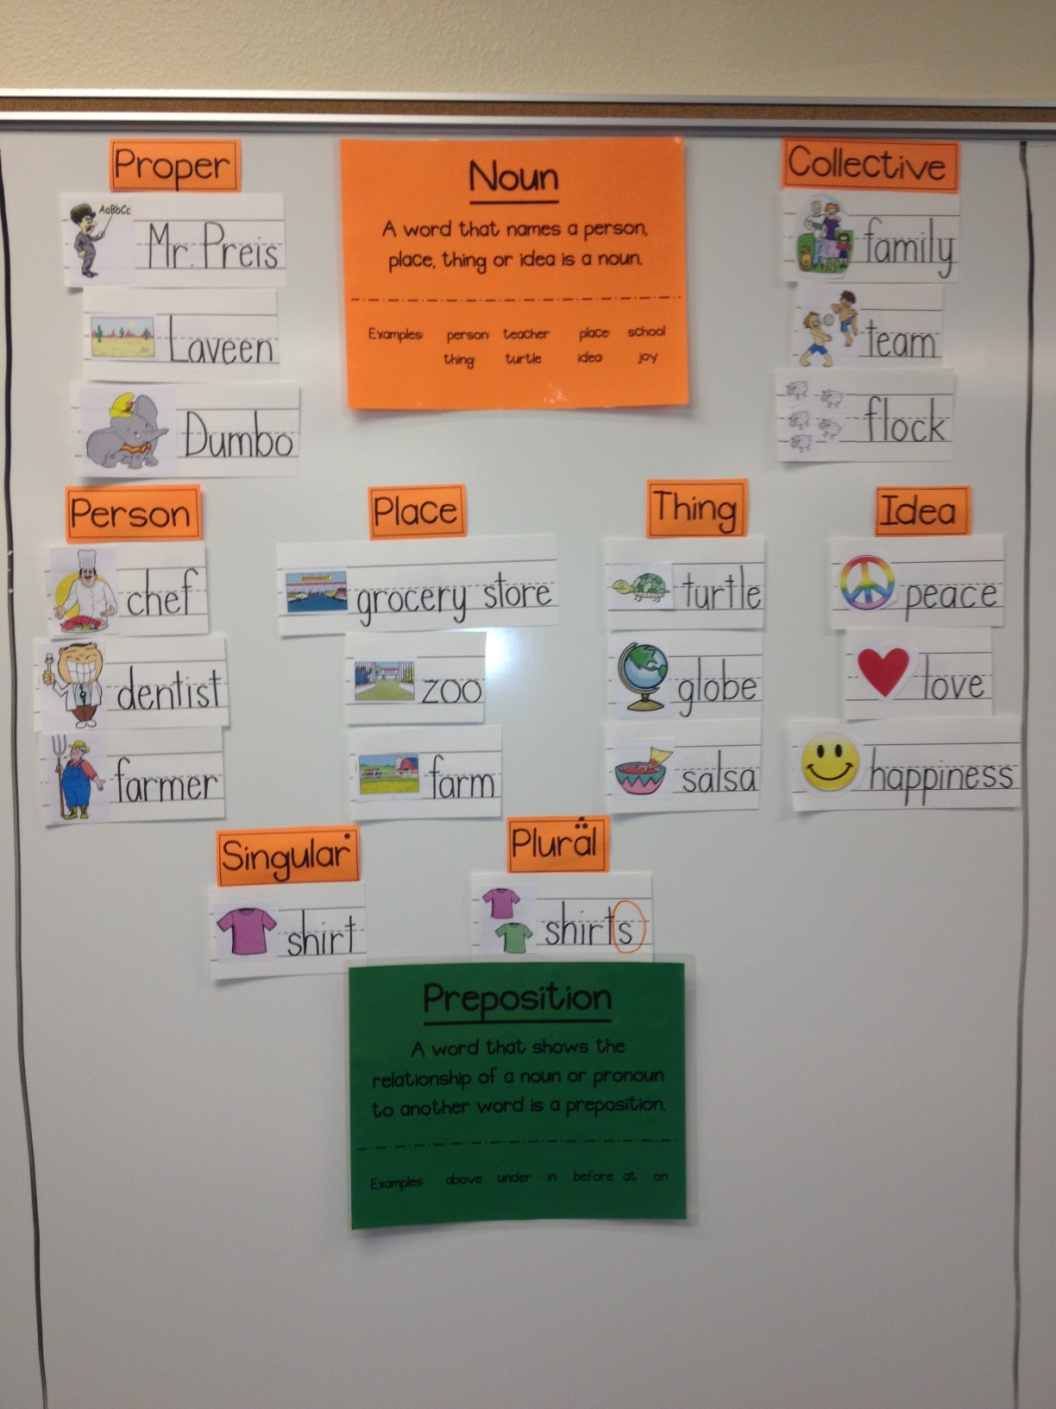 Proper
AaBbCc
Mr. Preis
Laveen
Dumbo
Noun
A word that names a person,
place, thing or idea is a noun.
Examples: person teacher place school
thing turtle idea joy
Collective
family
team
flock
Person
chef
dentist
farmer
Place
grocery store
zoo
farm
Thing
turtle
globe
salsa
Idea
peace
love
happiness
Singular
shirt
Plural
shirts
Preposition
A word that shows the
relationship of a noun or pronoun
to another word is a preposition.
Examples: above under in before at on